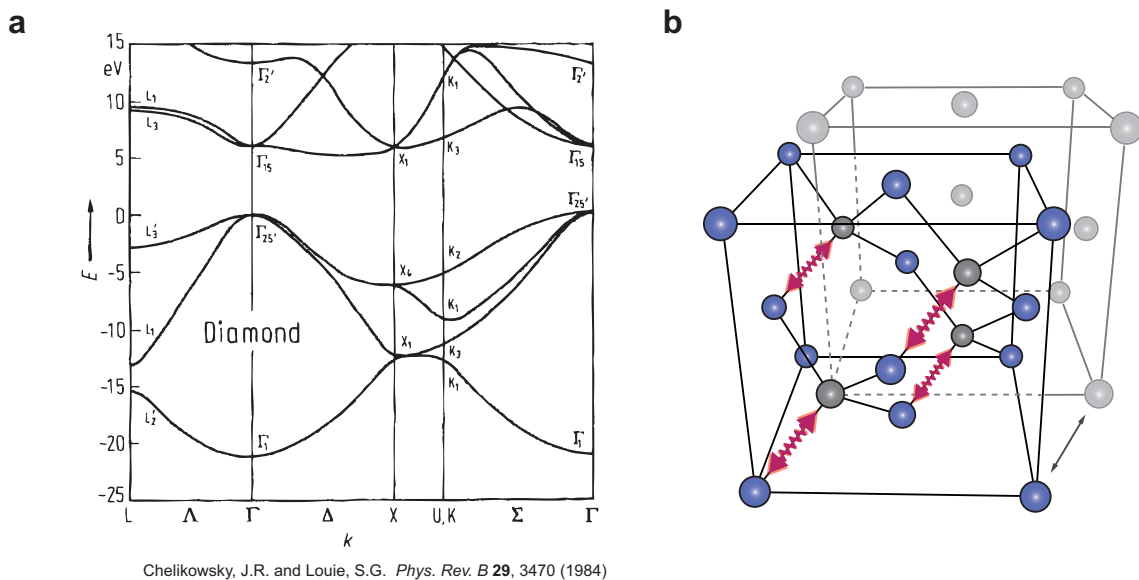 a
b
15
eV
10
5
0
-5
-10
-15
-20
-25
E
L₁
L₃
L₃'
L₁
L₂'
Γ₂'
Γ₁₅
Γ₂₅'
Γ₁
X₁
X₆
X₁
K₁
K₃
K₂
K₁
K₃
K₁
Γ₂'
Γ₁₅
Γ₂₅'
Γ₁
Diamond
L Λ Γ Δ X U,K Σ Γ
k
Chelikowsky, J.R. and Louie, S.G. Phys. Rev. B 29, 3470 (1984)